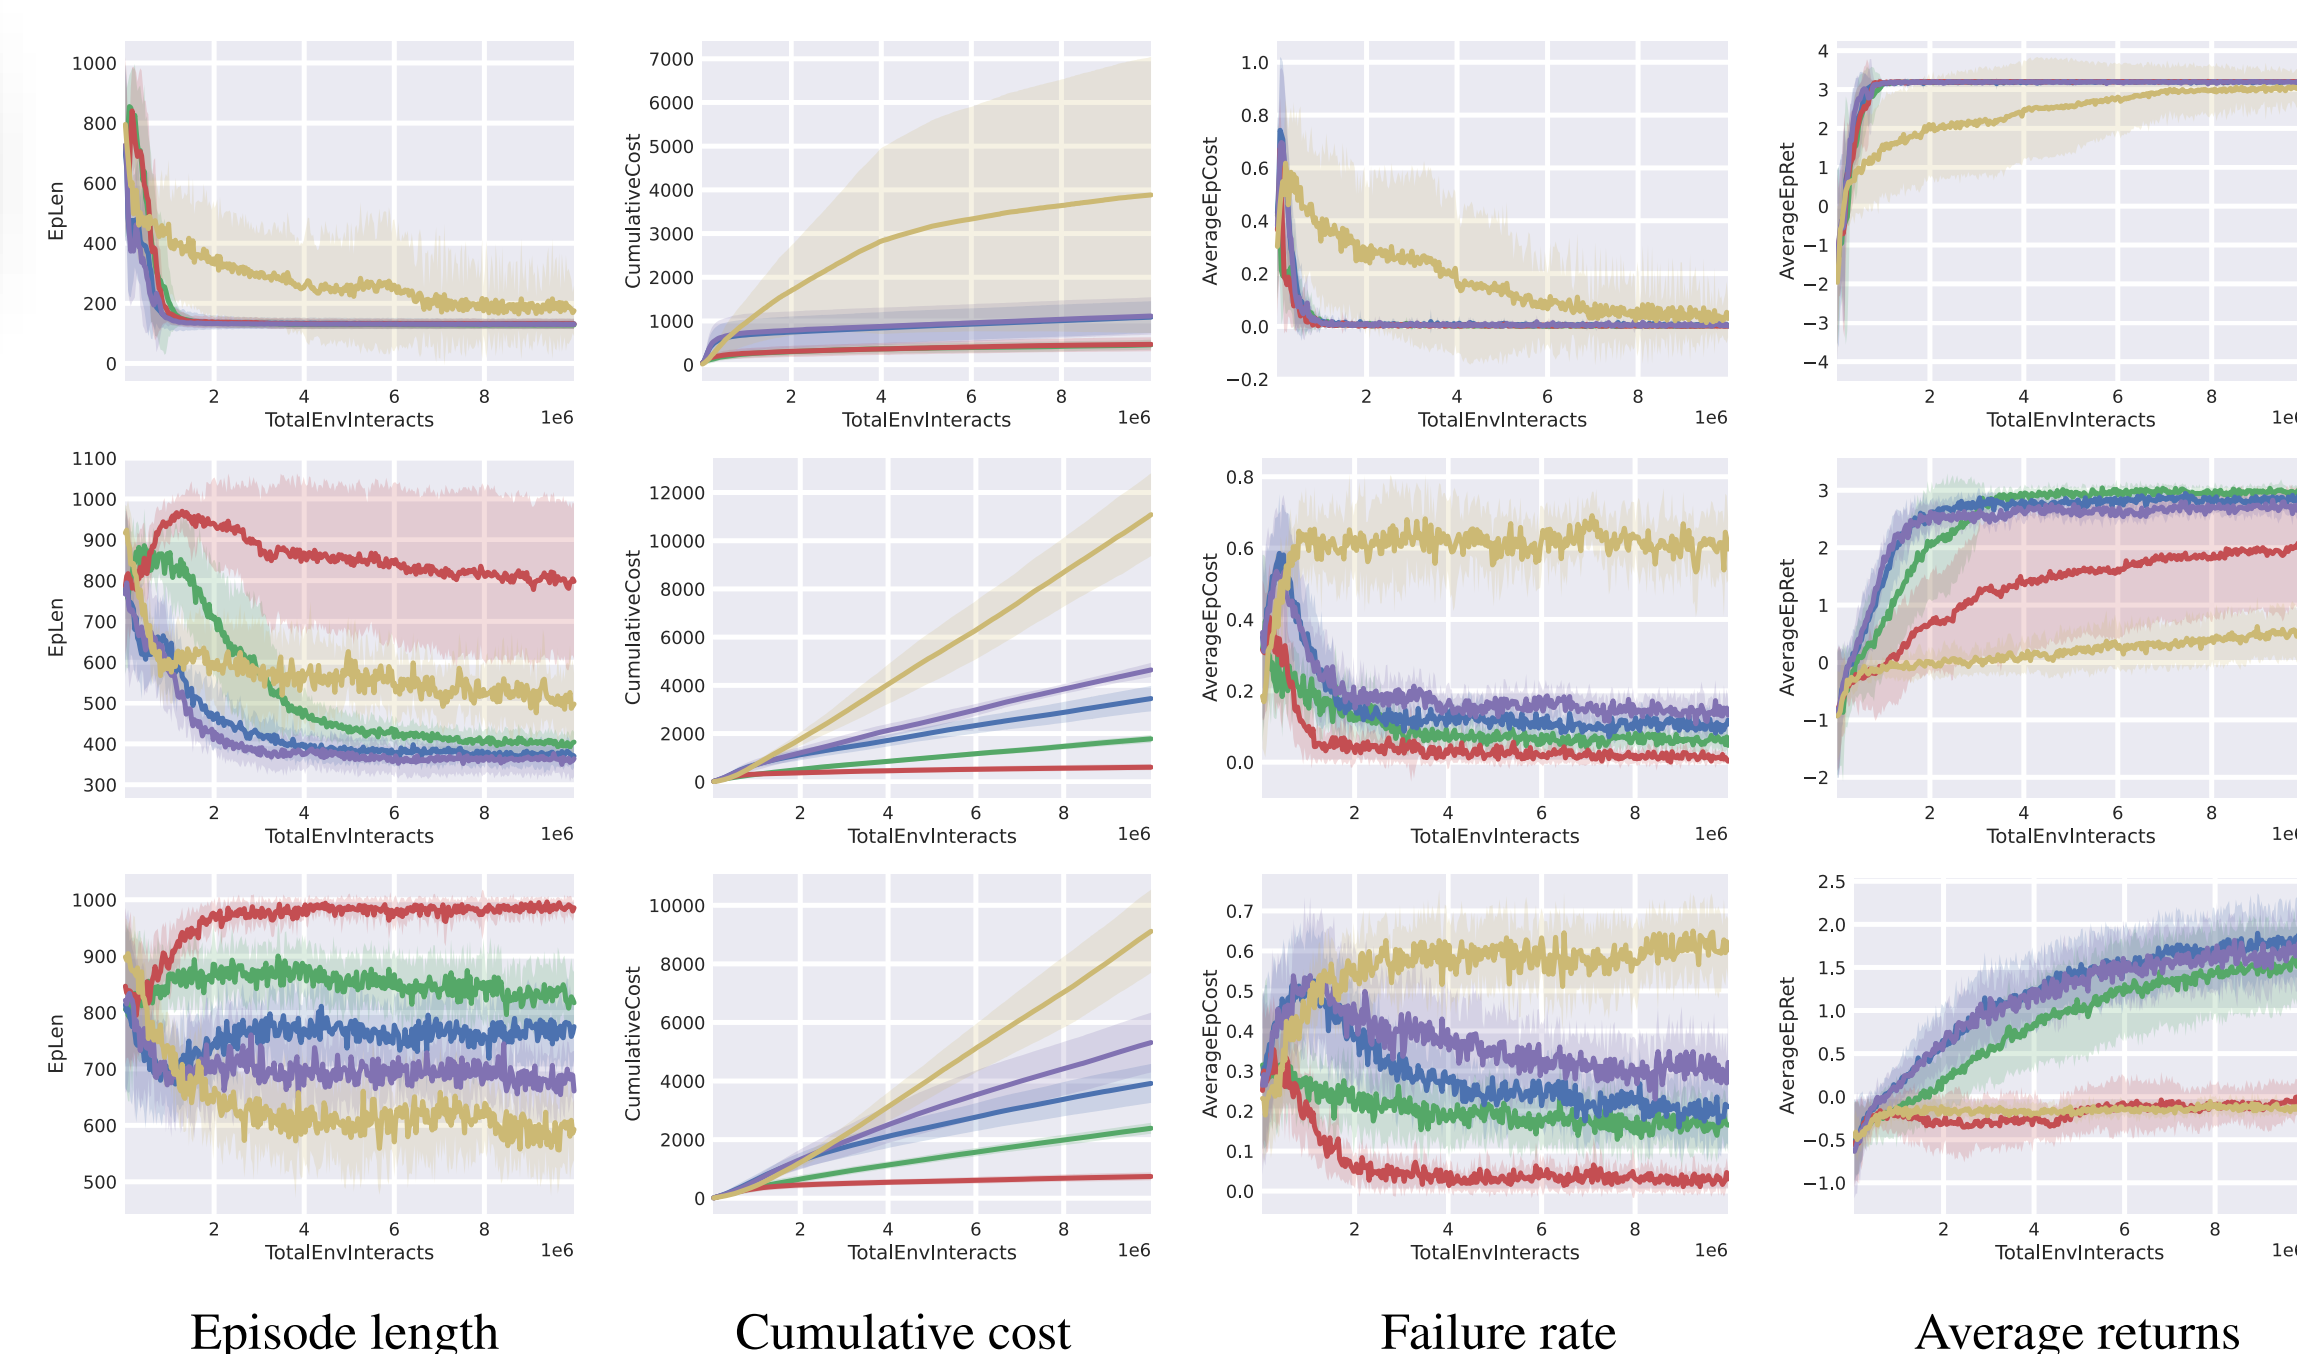 1000
800
600
400
200
0
EpLen
2 4 6 8
1e6
TotalEnvInteracts
7000
6000
5000
4000
3000
2000
1000
0
CumulativeCost
2 4 6 8
1e6
TotalEnvInteracts
1.0
0.8
0.6
0.4
0.2
0.0
−0.2
AverageEpCost
2 4 6 8
1e6
TotalEnvInteracts
4
3
2
1
0
−1
−2
−3
−4
AverageEpRet
2 4 6 8
1e6
TotalEnvInteracts
1100
1000
900
800
700
600
500
400
300
EpLen
2 4 6 8
1e6
TotalEnvInteracts
12000
10000
8000
6000
4000
2000
0
CumulativeCost
2 4 6 8
1e6
TotalEnvInteracts
0.8
0.6
0.4
0.2
0.0
AverageEpCost
2 4 6 8
1e6
TotalEnvInteracts
3
2
1
0
−1
−2
AverageEpRet
2 4 6 8
1e6
TotalEnvInteracts
1000
900
800
700
600
500
EpLen
2 4 6 8
1e6
TotalEnvInteracts
10000
8000
6000
4000
2000
0
CumulativeCost
2 4 6 8
1e6
TotalEnvInteracts
0.7
0.6
0.5
0.4
0.3
0.2
0.1
0.0
AverageEpCost
2 4 6 8
1e6
TotalEnvInteracts
2.5
2.0
1.5
1.0
0.5
0.0
−0.5
−1.0
AverageEpRet
2 4 6 8
1e6
TotalEnvInteracts
Episode length
Cumulative cost
Failure rate
Average returns